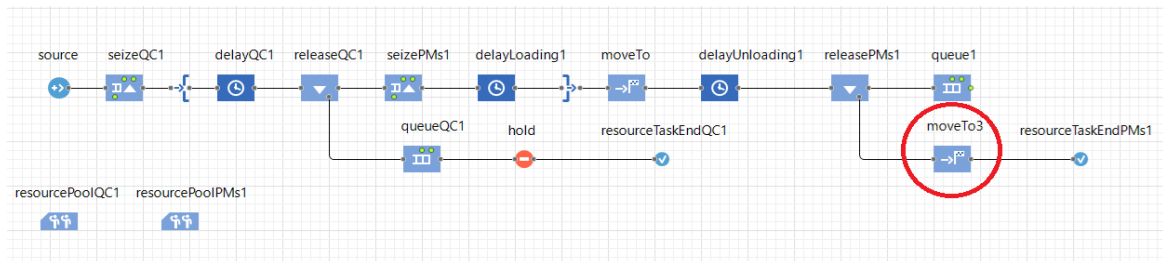 source seizeQC1 delayQC1 releaseQC1 seizePMs1 delayLoading1 moveTo delayUnloading1 releasePMs1 queue1
queueQC1 hold resourceTaskEndQC1 moveTo3 resourceTaskEndPMs1
resourcePoolQC1 resourcePoolPMs1